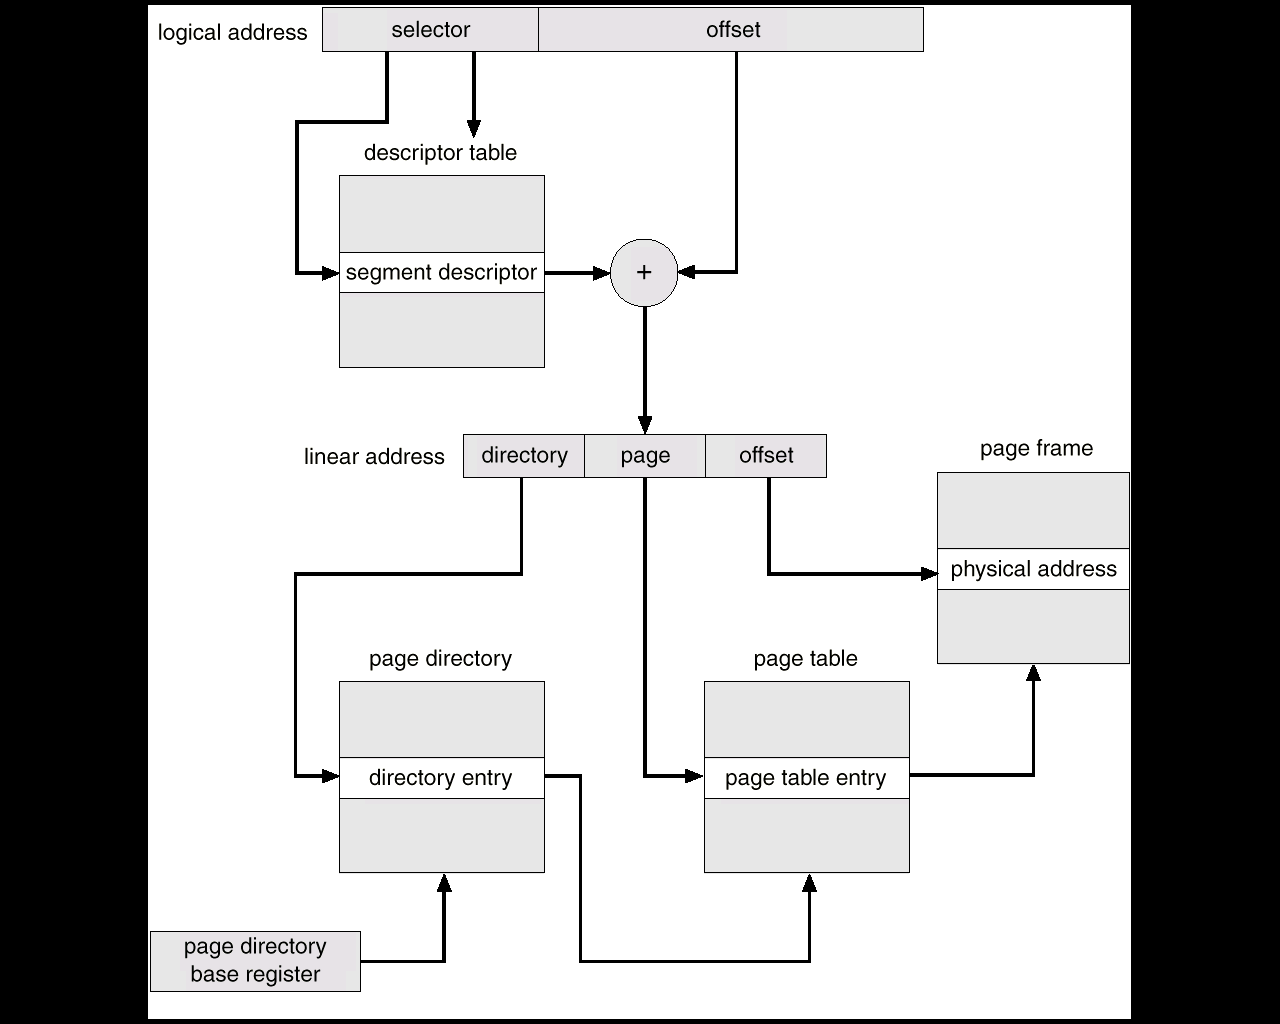 logical address
selector
offset
descriptor table
segment descriptor
+
linear address
directory
page
offset
page frame
physical address
page directory
page table
directory entry
page table entry
page directory
base register